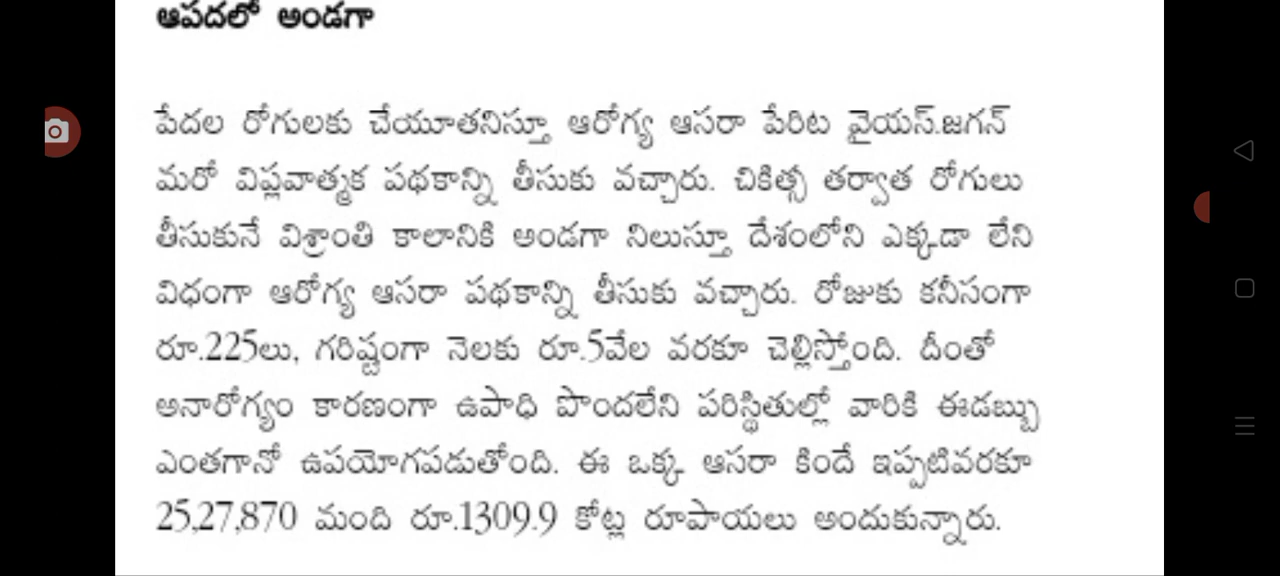 ఆపదలో అండగా
పేదల రోగులకు చేయూతనిస్తూ ఆరోగ్య ఆసరా పేరిట వైయస్.జగన్
మరో విప్లవాత్మక పథకాన్ని తీసుకు వచ్చారు. చికిత్స తర్వాత రోగులు
తీసుకునే విశ్రాంతి కాలానికి అండగా నిలుస్తూ దేశంలోని ఎక్కడా లేని
విధంగా ఆరోగ్య ఆసరా పథకాన్ని తీసుకు వచ్చారు. రోజుకు కనీసంగా
రూ.225లు, గరిష్టంగా నెలకు రూ.5వేల వరకూ చెల్లిస్తోంది. దీంతో
అనారోగ్యం కారణంగా ఉపాధి పొందలేని పరిస్థితుల్లో వారికి ఈడబ్బు
ఎంతగానో ఉపయోగపడుతోంది. ఈ ఒక్క ఆసరా కిందే ఇప్పటివరకూ
25,27,870 మంది రూ.1309.9 కోట్ల రూపాయలు అందుకున్నారు.